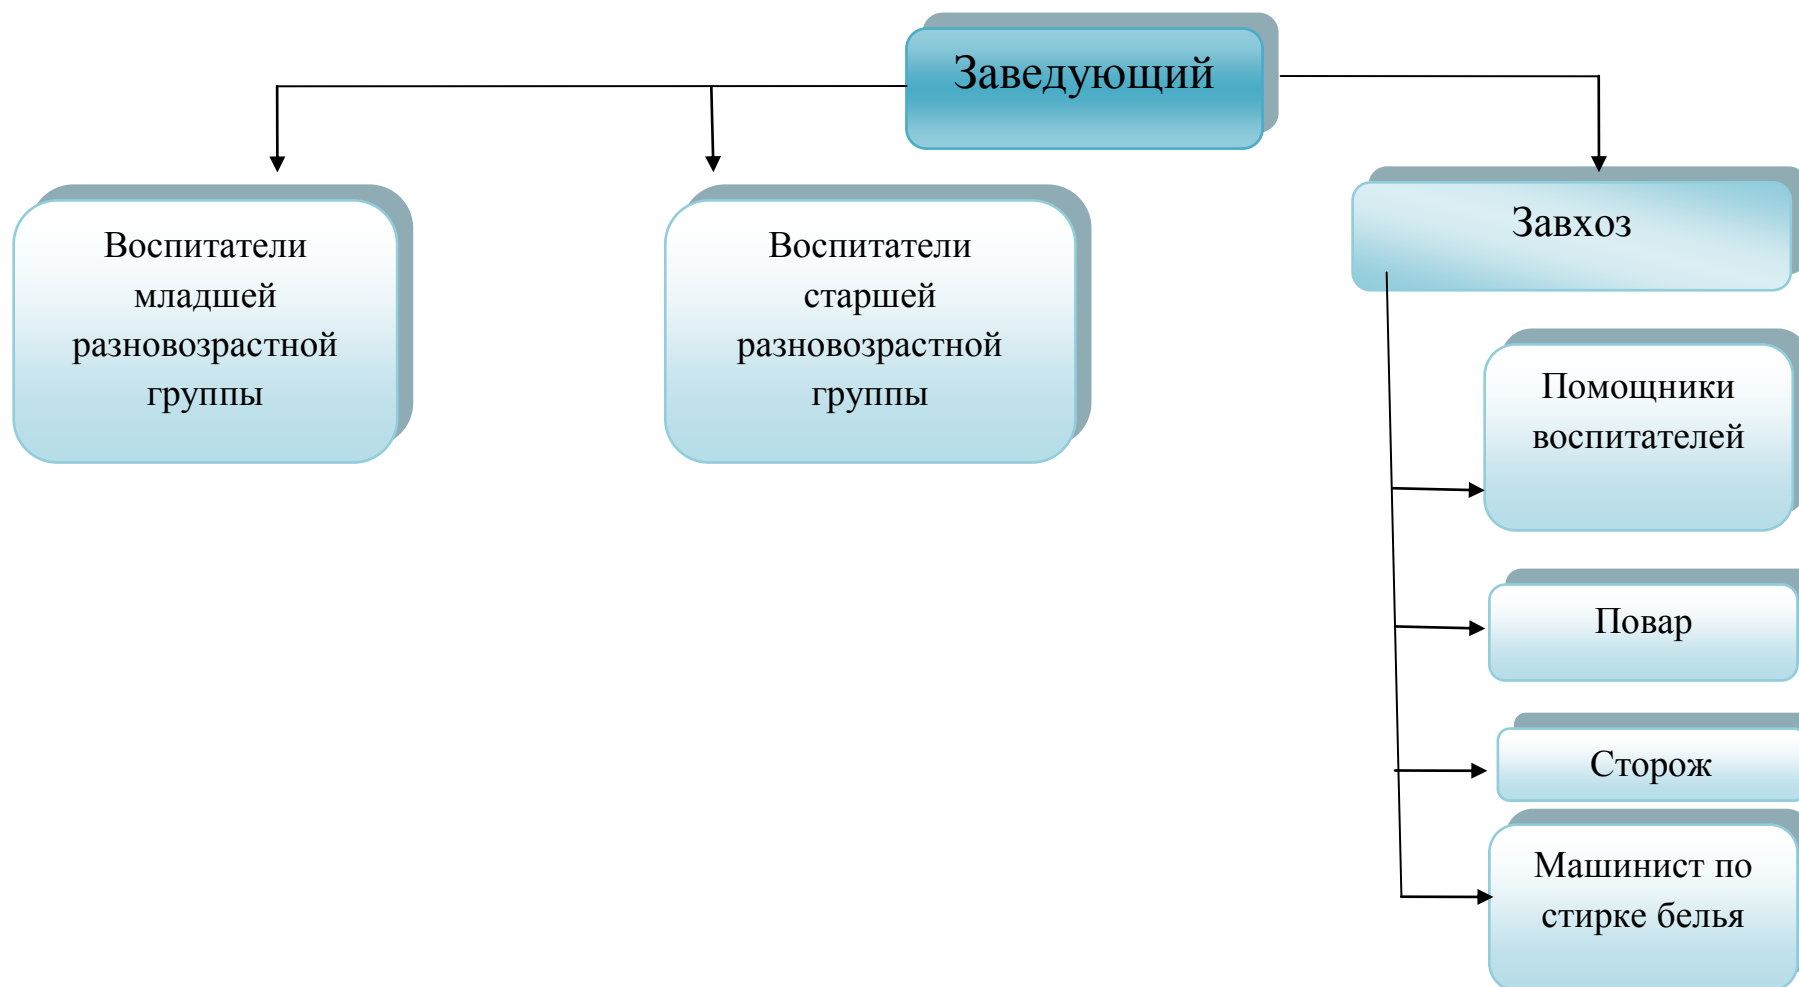 Заведующий
Воспитатели
младшей
разновозрастной
группы
Воспитатели
старшей
разновозрастной
группы
Завхоз
Помощники
воспитателей
Повар
Сторож
Машинист по
стирке белья